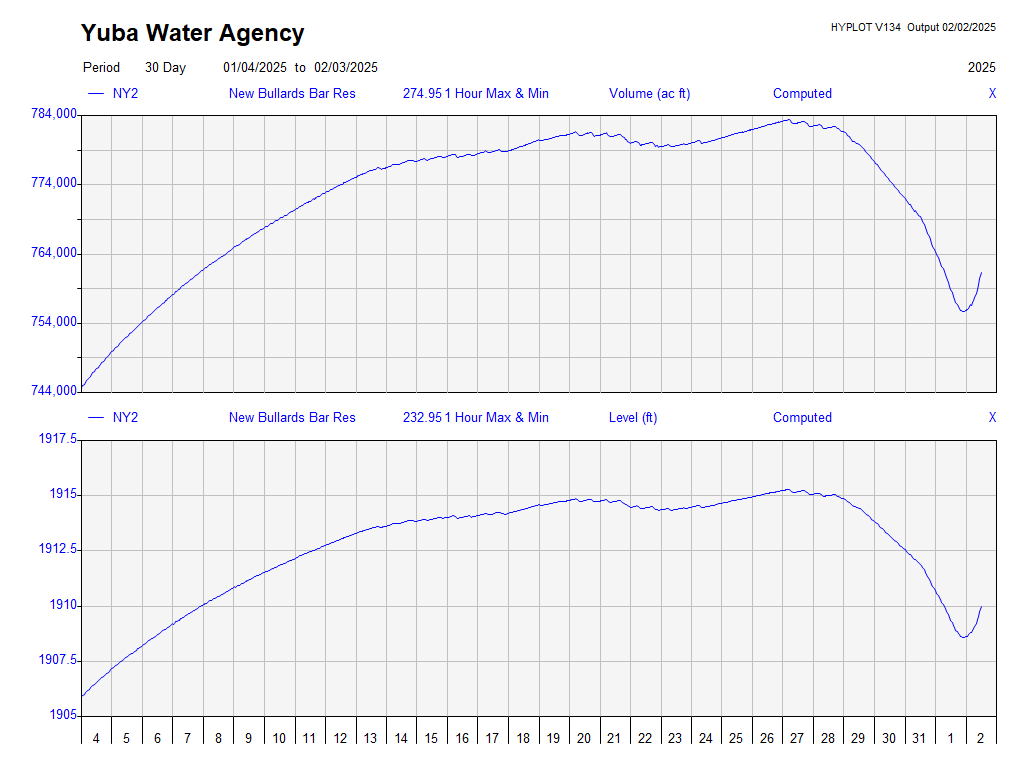 Yuba Water Agency
HYPLOT V134 Output 02/02/2025
Period 30 Day 01/04/2025 to 02/03/2025 2025
NY2 New Bullards Bar Res 274.95 1 Hour Max & Min Volume (ac ft) Computed X
784,000
774,000
764,000
754,000
744,000
NY2 New Bullards Bar Res 232.95 1 Hour Max & Min Level (ft) Computed X
1917.5
1915
1912.5
1910
1907.5
1905
4 5 6 7 8 9 10 11 12 13 14 15 16 17 18 19 20 21 22 23 24 25 26 27 28 29 30 31 1 2